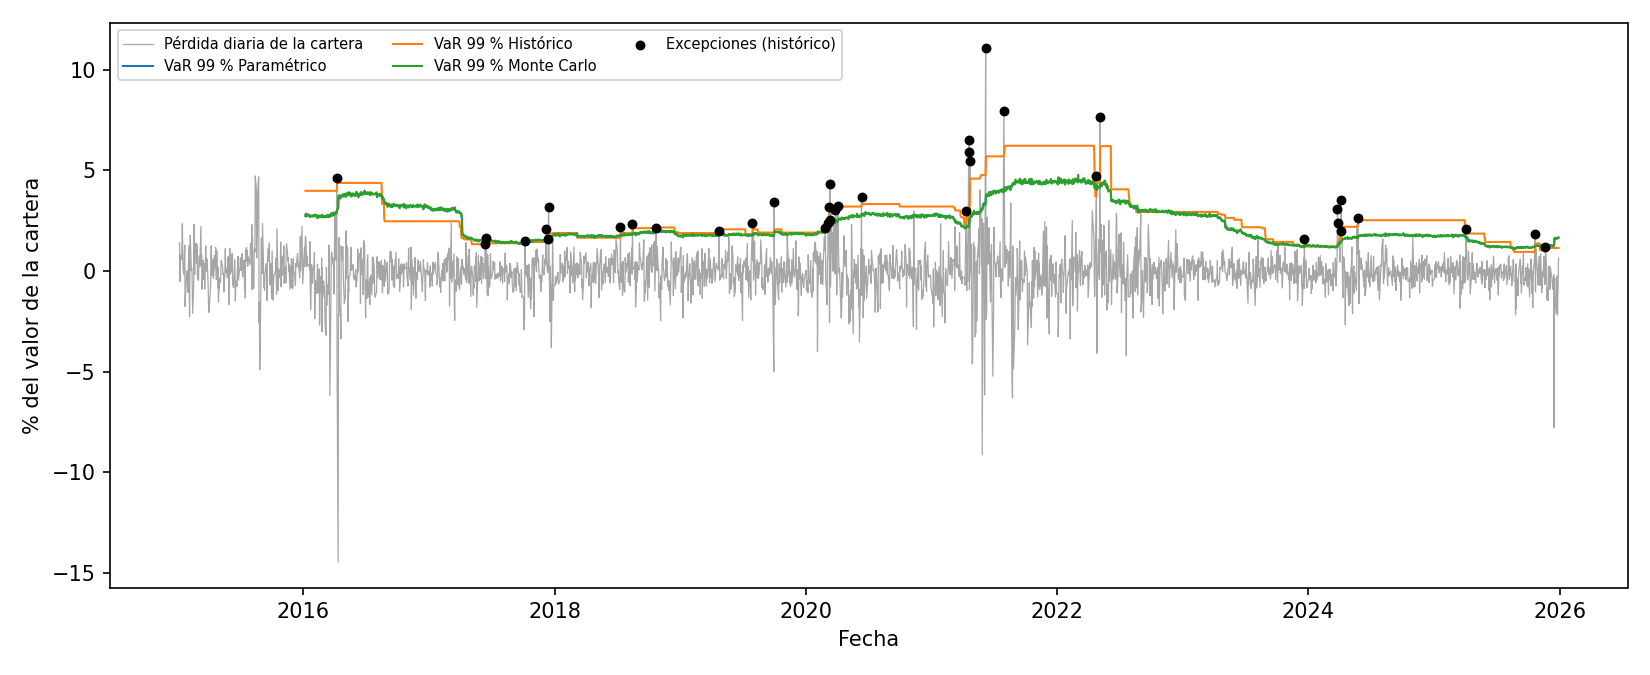 Pérdida diaria de la cartera
VaR 99 % Paramétrico
VaR 99 % Histórico
VaR 99 % Monte Carlo
Excepciones (histórico)
% del valor de la cartera
10
5
0
−5
−10
−15
2016
2018
2020
2022
2024
2026
Fecha